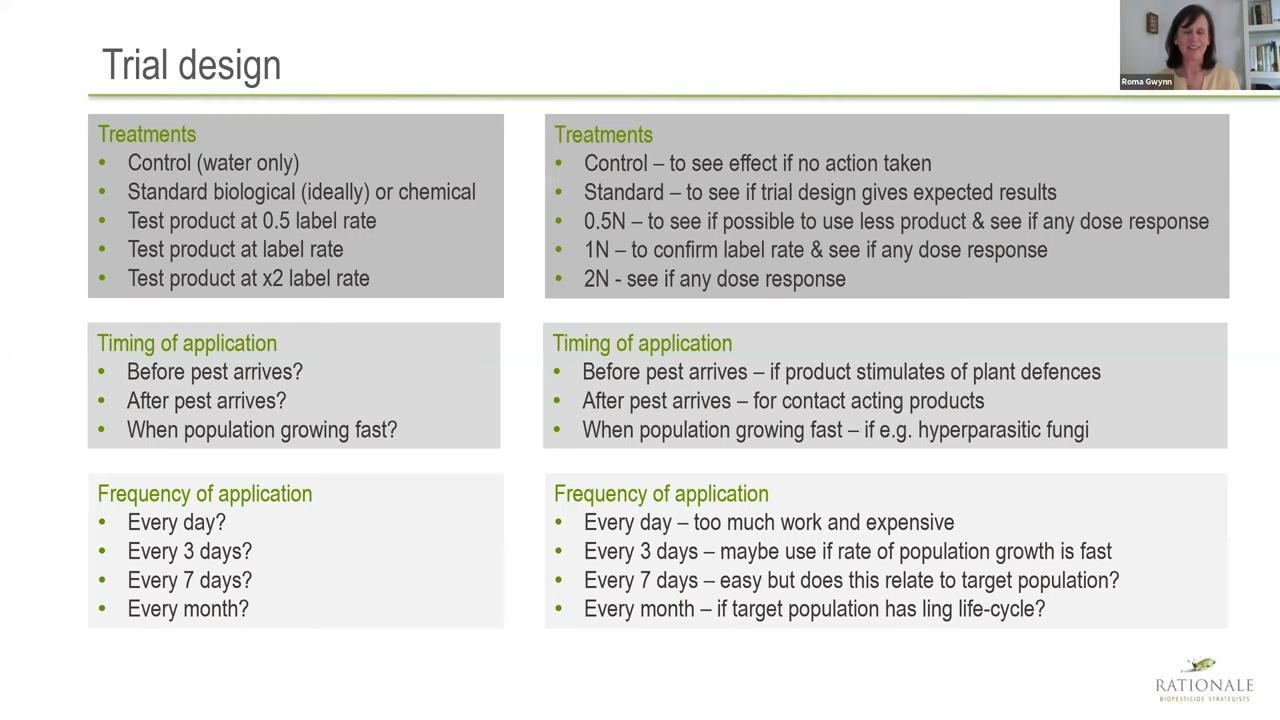 Trial design
Roma Gwynn
Treatments
• Control (water only)
• Standard biological (ideally) or chemical
• Test product at 0.5 label rate
• Test product at label rate
• Test product at x2 label rate
Treatments
• Control – to see effect if no action taken
• Standard – to see if trial design gives expected results
• 0.5N – to see if possible to use less product & see if any dose response
• 1N – to confirm label rate & see if any dose response
• 2N - see if any dose response
Timing of application
• Before pest arrives?
• After pest arrives?
• When population growing fast?
Timing of application
• Before pest arrives – if product stimulates of plant defences
• After pest arrives – for contact acting products
• When population growing fast – if e.g. hyperparasitic fungi
Frequency of application
• Every day?
• Every 3 days?
• Every 7 days?
• Every month?
Frequency of application
• Every day – too much work and expensive
• Every 3 days – maybe use if rate of population growth is fast
• Every 7 days – easy but does this relate to target population?
• Every month – if target population has ling life-cycle?
RATIONALE
BIOPESTICIDE STRATEGISTS